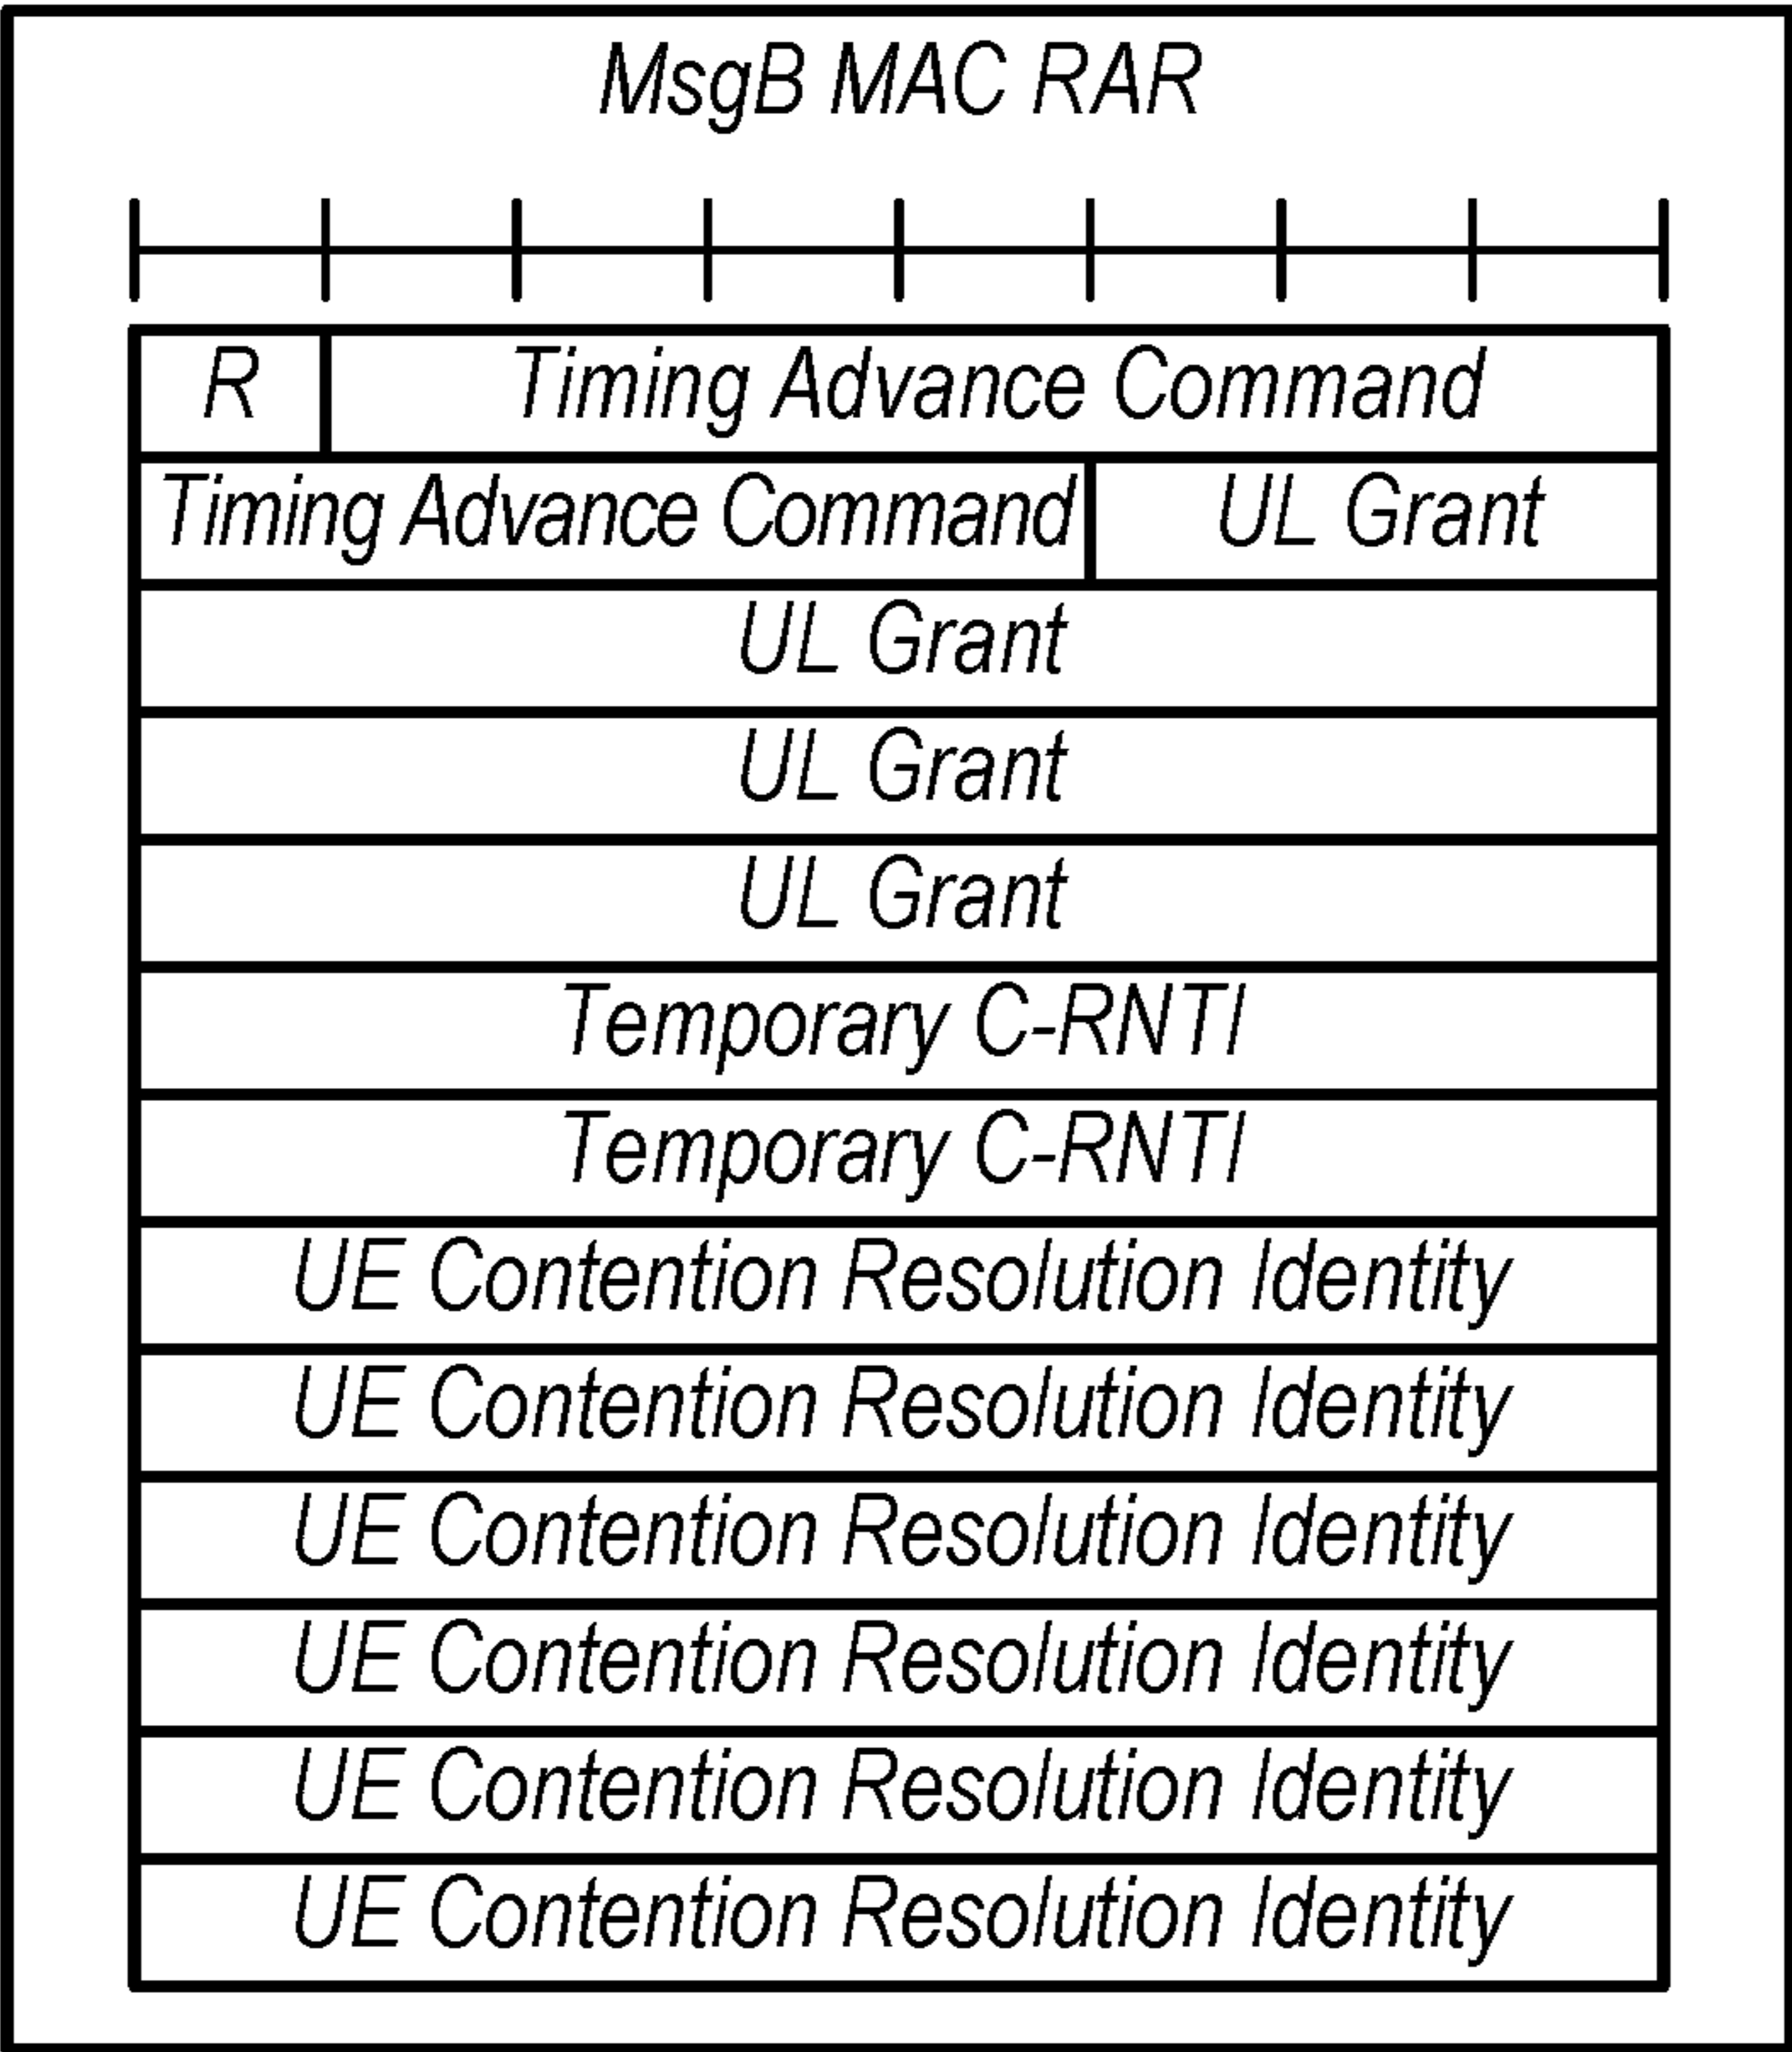 MsgB MAC RAR
R Timing Advance Command
Timing Advance Command UL Grant
UL Grant
UL Grant
UL Grant
Temporary C-RNTI
Temporary C-RNTI
UE Contention Resolution Identity
UE Contention Resolution Identity
UE Contention Resolution Identity
UE Contention Resolution Identity
UE Contention Resolution Identity
UE Contention Resolution Identity